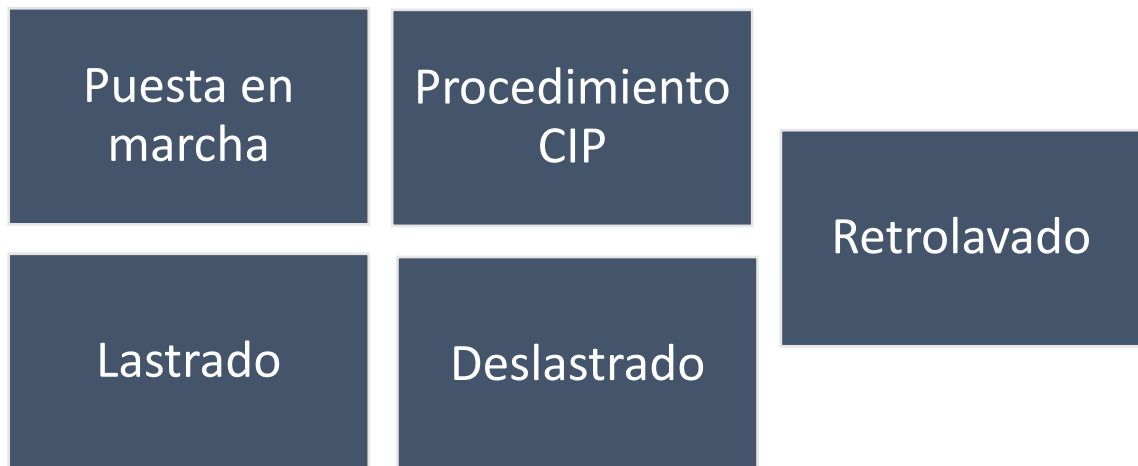 Puesta en
marcha
Procedimiento
CIP
Retrolavado
Lastrado
Deslastrado